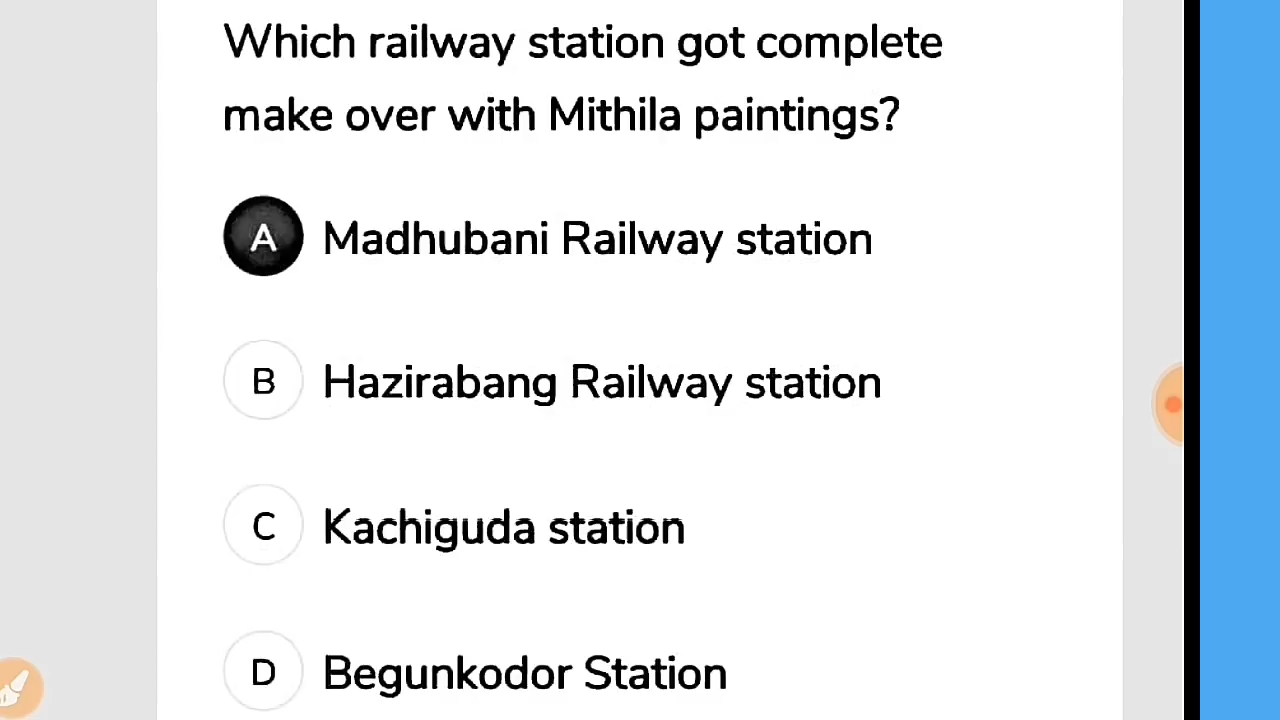 Which railway station got complete
make over with Mithila paintings?
A Madhubani Railway station
B Hazirabang Railway station
C Kachiguda station
D Begunkodor Station